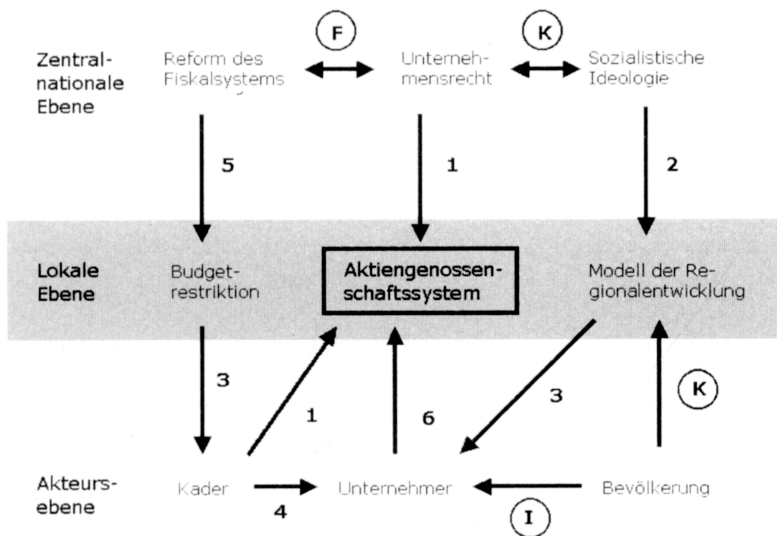 F
K
Zentral-
nationale
Ebene
Reform des
Fiskalsystems
Unterneh-
mensrecht
Sozialistische
Ideologie
5
1
2
Lokale
Ebene
Budget-
restriktion
Aktiengenossen-
schaftssystem
Modell der Re-
gionalentwicklung
3
1
6
3
K
Akteurs-
ebene
Kader
4
Unternehmer
I
Bevölkerung